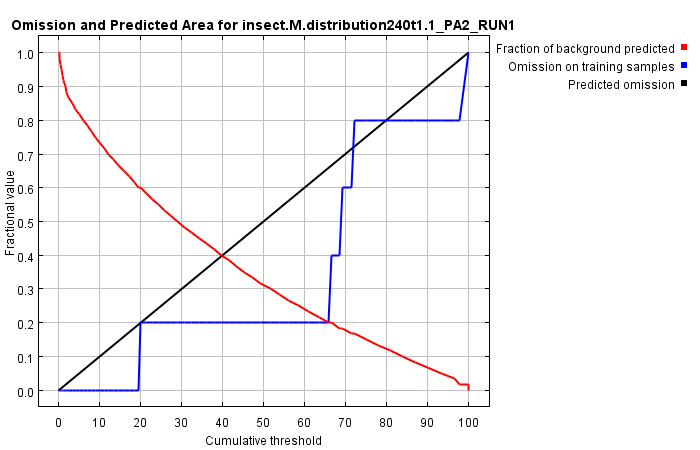 Omission and Predicted Area for insect.M.distribution240t1.1_PA2_RUN1
Fraction of background predicted
Omission on training samples
Predicted omission
Fractional value
1.0
0.9
0.8
0.7
0.6
0.5
0.4
0.3
0.2
0.1
0.0
0 10 20 30 40 50 60 70 80 90 100
Cumulative threshold